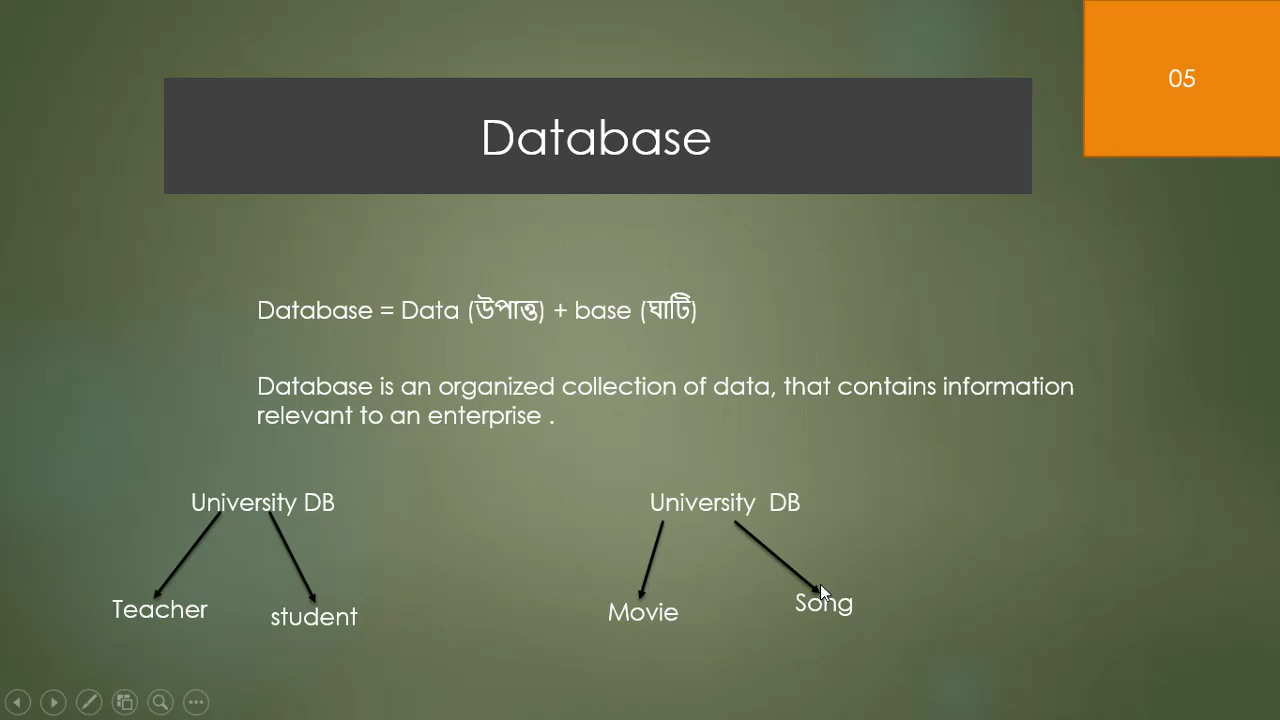 05
Database
Database = Data (উপাত্ত) + base (ঘাটি)
Database is an organized collection of data, that contains information
relevant to an enterprise .
University DB
University DB
Teacher
student
Movie
Song